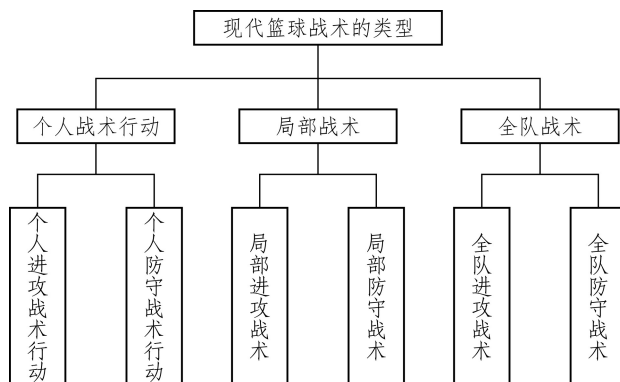 现代篮球战术的类型
个人战术行动
局部战术
全队战术
个人进攻战术行动
个人防守战术行动
局部进攻战术
局部防守战术
全队进攻战术
全队防守战术